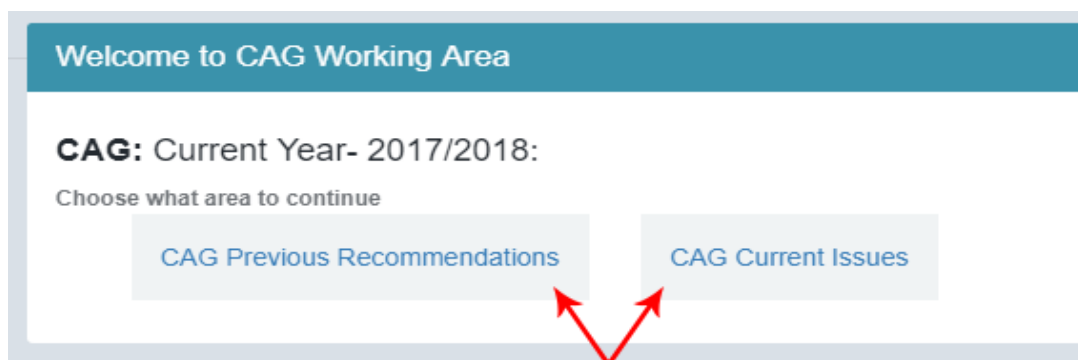 Welcome to CAG Working Area
CAG: Current Year- 2017/2018:
Choose what area to continue
CAG Previous Recommendations
CAG Current Issues